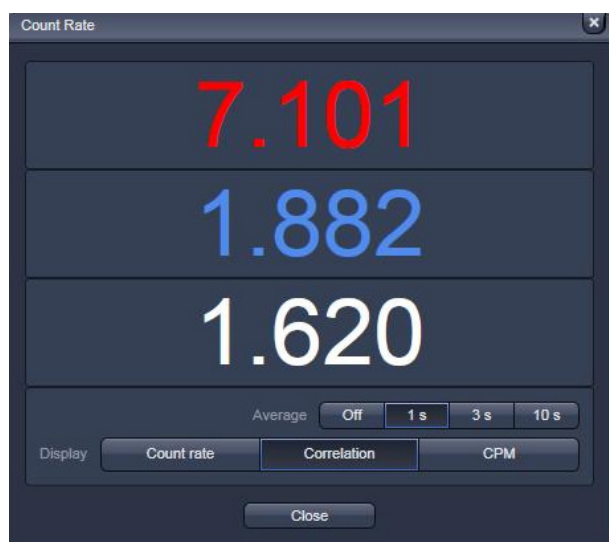 Count Rate
7.101
1.882
1.620
Average Off 1 s 3 s 10 s
Display Count rate Correlation CPM
Close